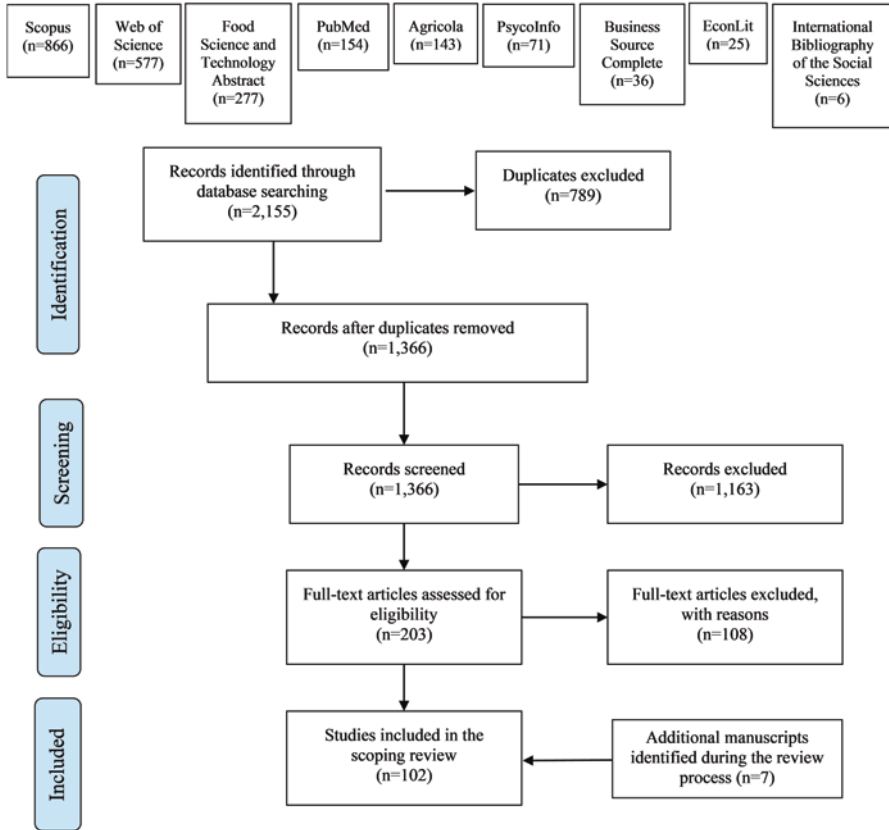 Scopus
(n=866)
Web of
Science
(n=577)
Food
Science and
Technology
Abstract
(n=277)
PubMed
(n=154)
Agricola
(n=143)
PsycoInfo
(n=71)
Business
Source
Complete
(n=36)
EconLit
(n=25)
International
Bibliography
of the Social
Sciences
(n=6)
Identification
Records identified through
database searching
(n=2,155)
Duplicates excluded
(n=789)
Records after duplicates removed
(n=1,366)
Screening
Records screened
(n=1,366)
Records excluded
(n=1,163)
Eligibility
Full-text articles assessed for
eligibility
(n=203)
Full-text articles excluded,
with reasons
(n=108)
Included
Studies included in the
scoping review
(n=102)
Additional manuscripts
identified during the review
process (n=7)